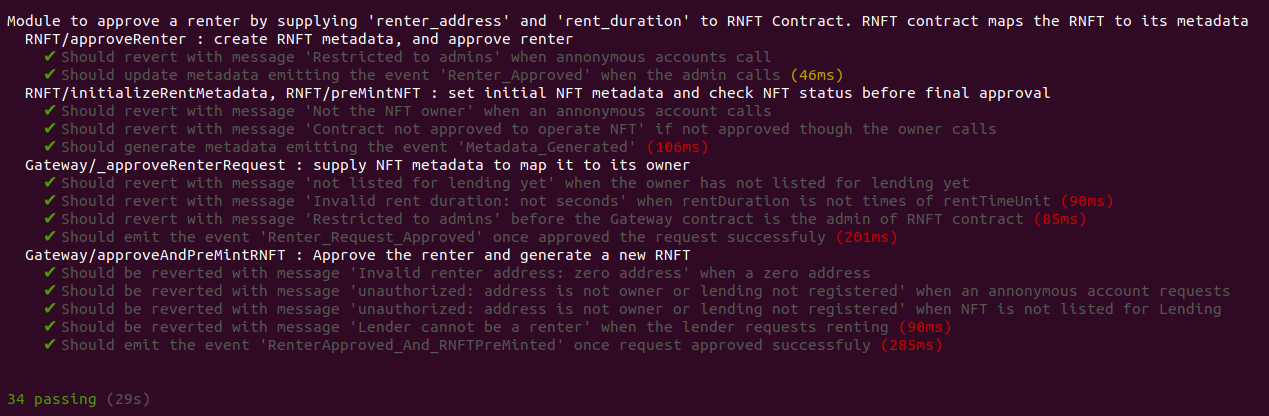 Module to approve a renter by supplying 'renter_address' and 'rent_duration' to RNFT Contract. RNFT contract maps the RNFT to its metadata
RNFT/approveRenter : create RNFT metadata, and approve renter
✔ Should revert with message 'Restricted to admins' when annonymous accounts call
✔ Should update metadata emitting the event 'Renter_Approved' when the admin calls (46ms)
RNFT/initializeRentMetadata, RNFT/preMintNFT : set initial NFT metadata and check NFT status before final approval
✔ Should revert with message 'Not the NFT owner' when an annonymous account calls
✔ Should revert with message 'Contract not approved to operate NFT' if not approved though the owner calls
✔ Should generate metadata emitting the event 'Metadata_Generated' (106ms)
Gateway/_approveRenterRequest : supply NFT metadata to map it to its owner
✔ Should revert with message 'not listed for lending yet' when the owner has not listed for lending yet
✔ Should revert with message 'Invalid rent duration: not seconds' when rentDuration is not times of rentTimeUnit (90ms)
✔ Should revert with message 'Restricted to admins' before the Gateway contract is the admin of RNFT contract (85ms)
✔ Should emit the event 'Renter_Request_Approved' once approved the request successfuly (201ms)
Gateway/approveAndPreMintRNFT : Approve the renter and generate a new RNFT
✔ Should be reverted with message 'Invalid renter address: zero address' when a zero address
✔ Should be reverted with message 'unauthorized: address is not owner or lending not registered' when an annonymous account requests
✔ Should be reverted with message 'unauthorized: address is not owner or lending not registered' when NFT is not listed for Lending
✔ Should be reverted with message 'Lender cannot be a renter' when the lender requests renting (90ms)
✔ Should emit the event 'RenterApproved_And_RNFTPreMinted' once request approved successfuly (285ms)
34 passing (29s)